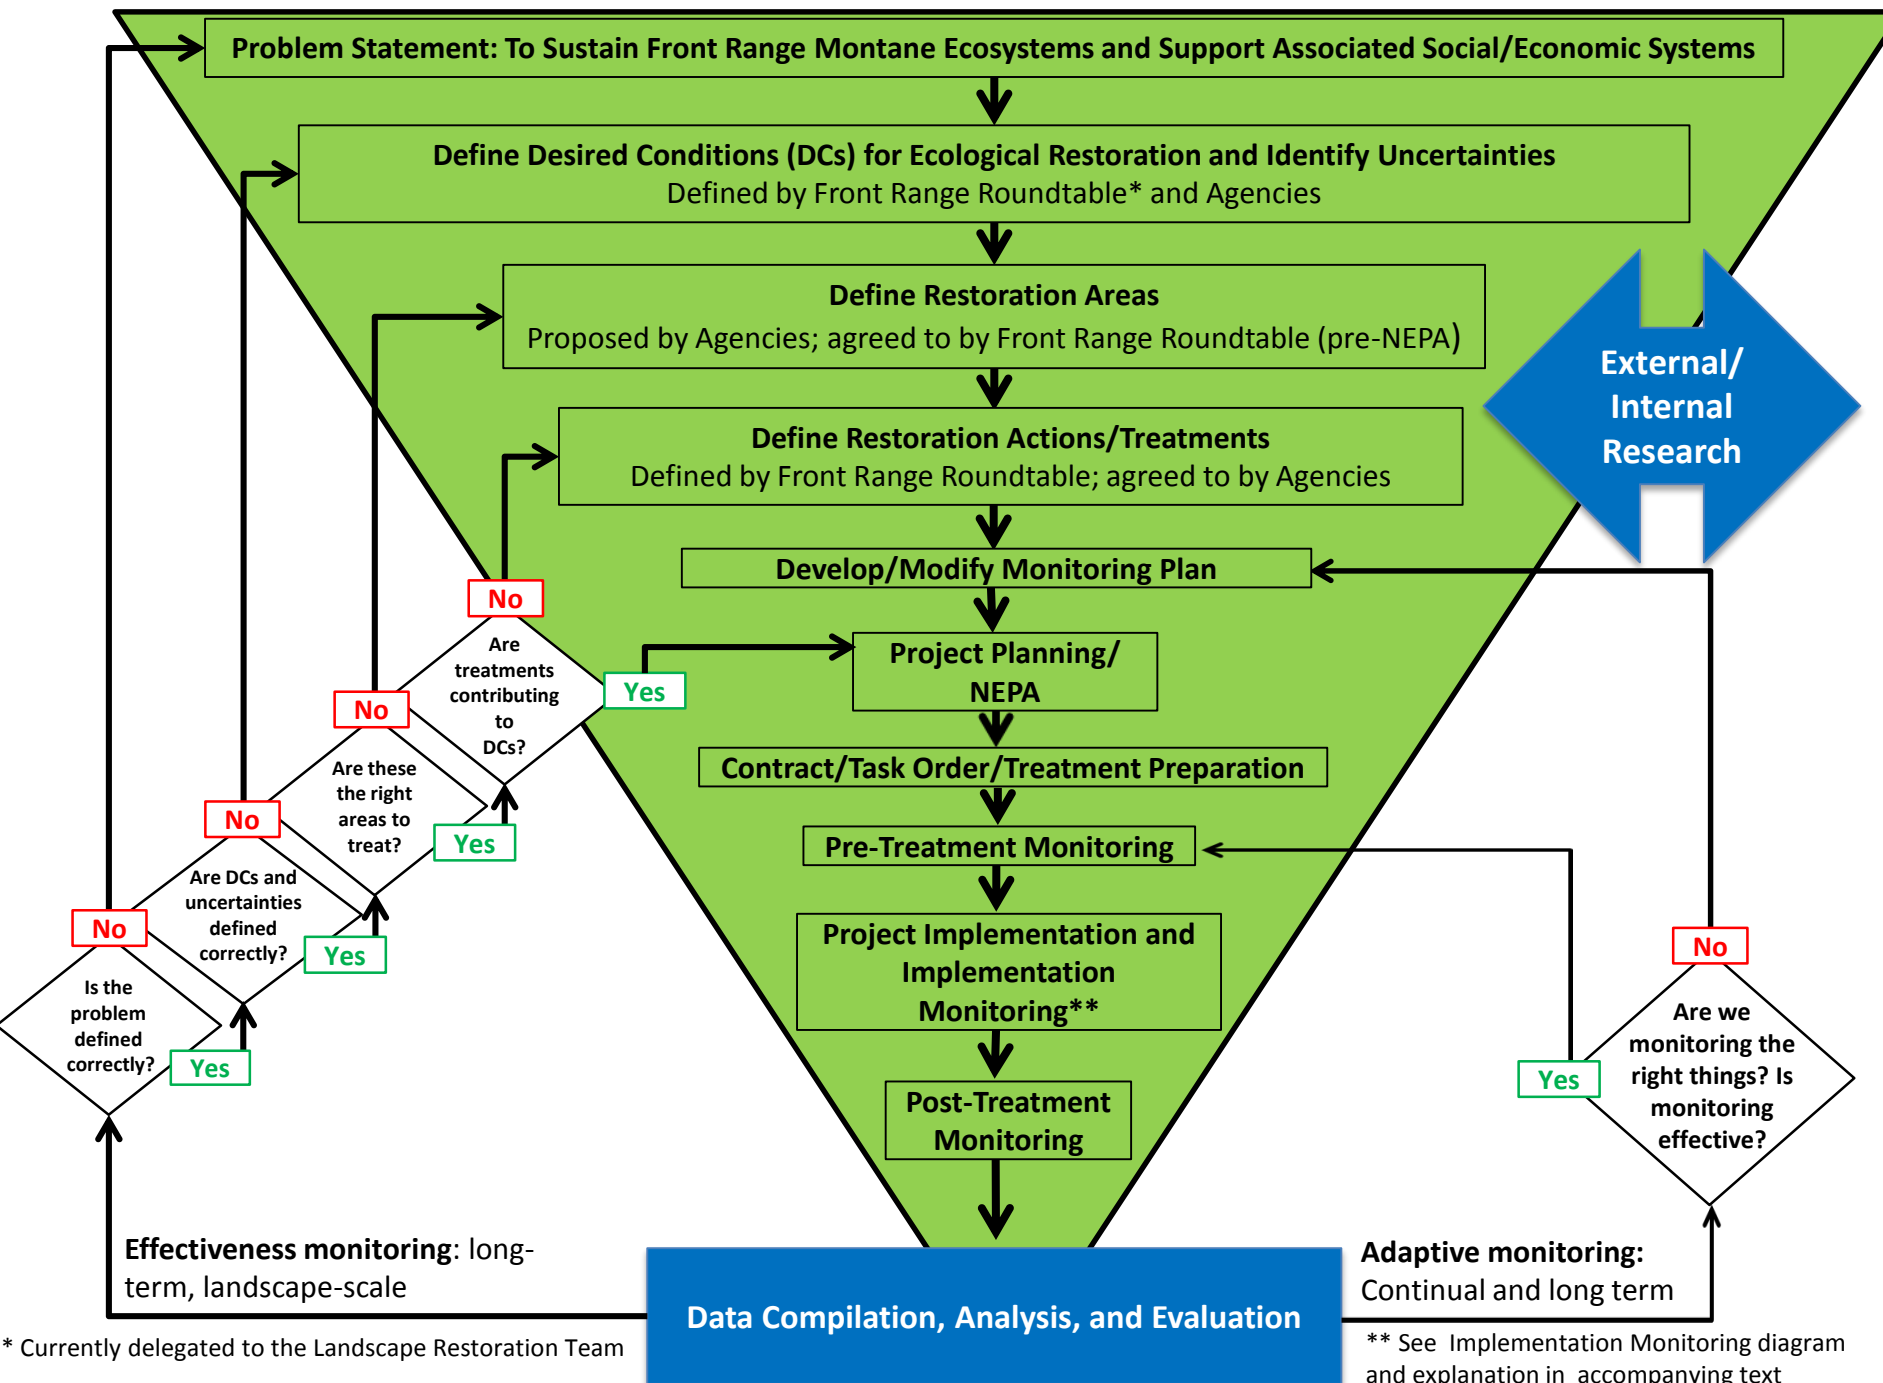 Problem Statement: To Sustain Front Range Montane Ecosystems and Support Associated Social/Economic Systems
Define Desired Conditions (DCs) for Ecological Restoration and Identify Uncertainties
Defined by Front Range Roundtable* and Agencies
Define Restoration Areas
Proposed by Agencies; agreed to by Front Range Roundtable (pre-NEPA)
External/
Internal
Research
Define Restoration Actions/Treatments
Defined by Front Range Roundtable; agreed to by Agencies
Develop/Modify Monitoring Plan
Project Planning/
NEPA
Contract/Task Order/Treatment Preparation
Pre-Treatment Monitoring
Project Implementation and
Implementation
Monitoring**
Post-Treatment
Monitoring
No
Are
treatments
contributing
to
DCs?
Yes
No
Are these
the right
areas to
treat?
Yes
No
Are DCs and
uncertainties
defined
correctly?
Yes
No
Is the
problem
defined
correctly?
Yes
No
Are we
monitoring the
right things? Is
monitoring
effective?
Yes
Effectiveness monitoring: long-
term, landscape-scale
Data Compilation, Analysis, and Evaluation
Adaptive monitoring:
Continual and long term
* Currently delegated to the Landscape Restoration Team
** See Implementation Monitoring diagram
and explanation in accompanying text